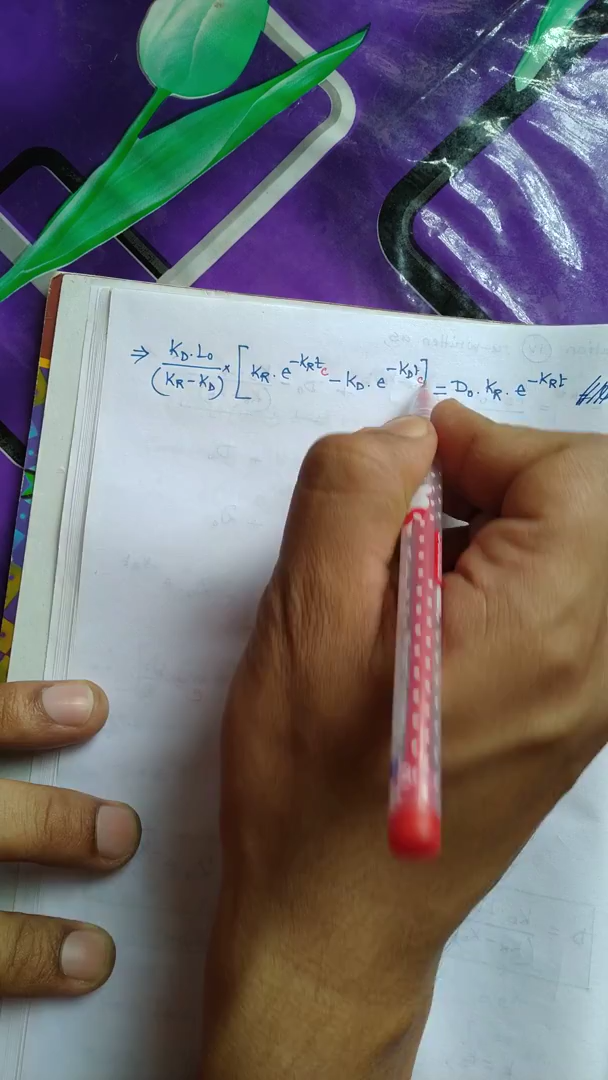 ⇒ K_D.L_0/(K_R-K_D) × [K_R.e^{-K_R t_c} - K_D.e^{-K_D t_c}] = D_0.K_R.e^{-K_R t}